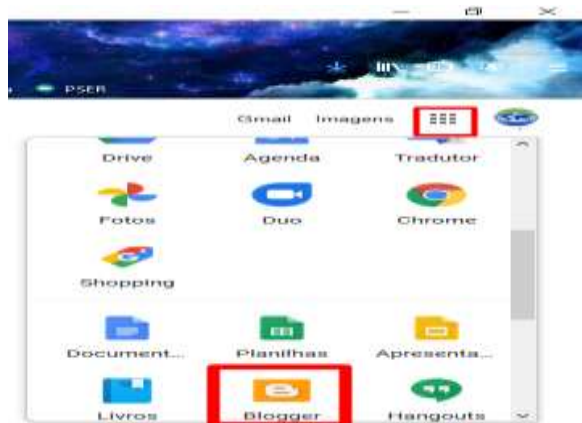 PSER
Gmail Imagens
Drive Agenda Tradutor
Fotos Duo Chrome
Shopping
Document... Planilhas Apresenta...
Livros Blogger Hangouts